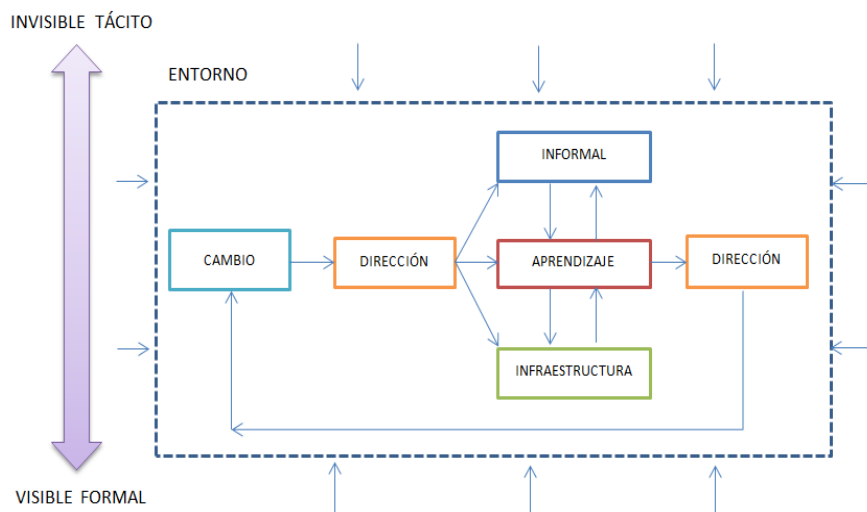 INVISIBLE TÁCITO
ENTORNO
INFORMAL
CAMBIO
DIRECCIÓN
APRENDIZAJE
DIRECCIÓN
INFRAESTRUCTURA
VISIBLE FORMAL